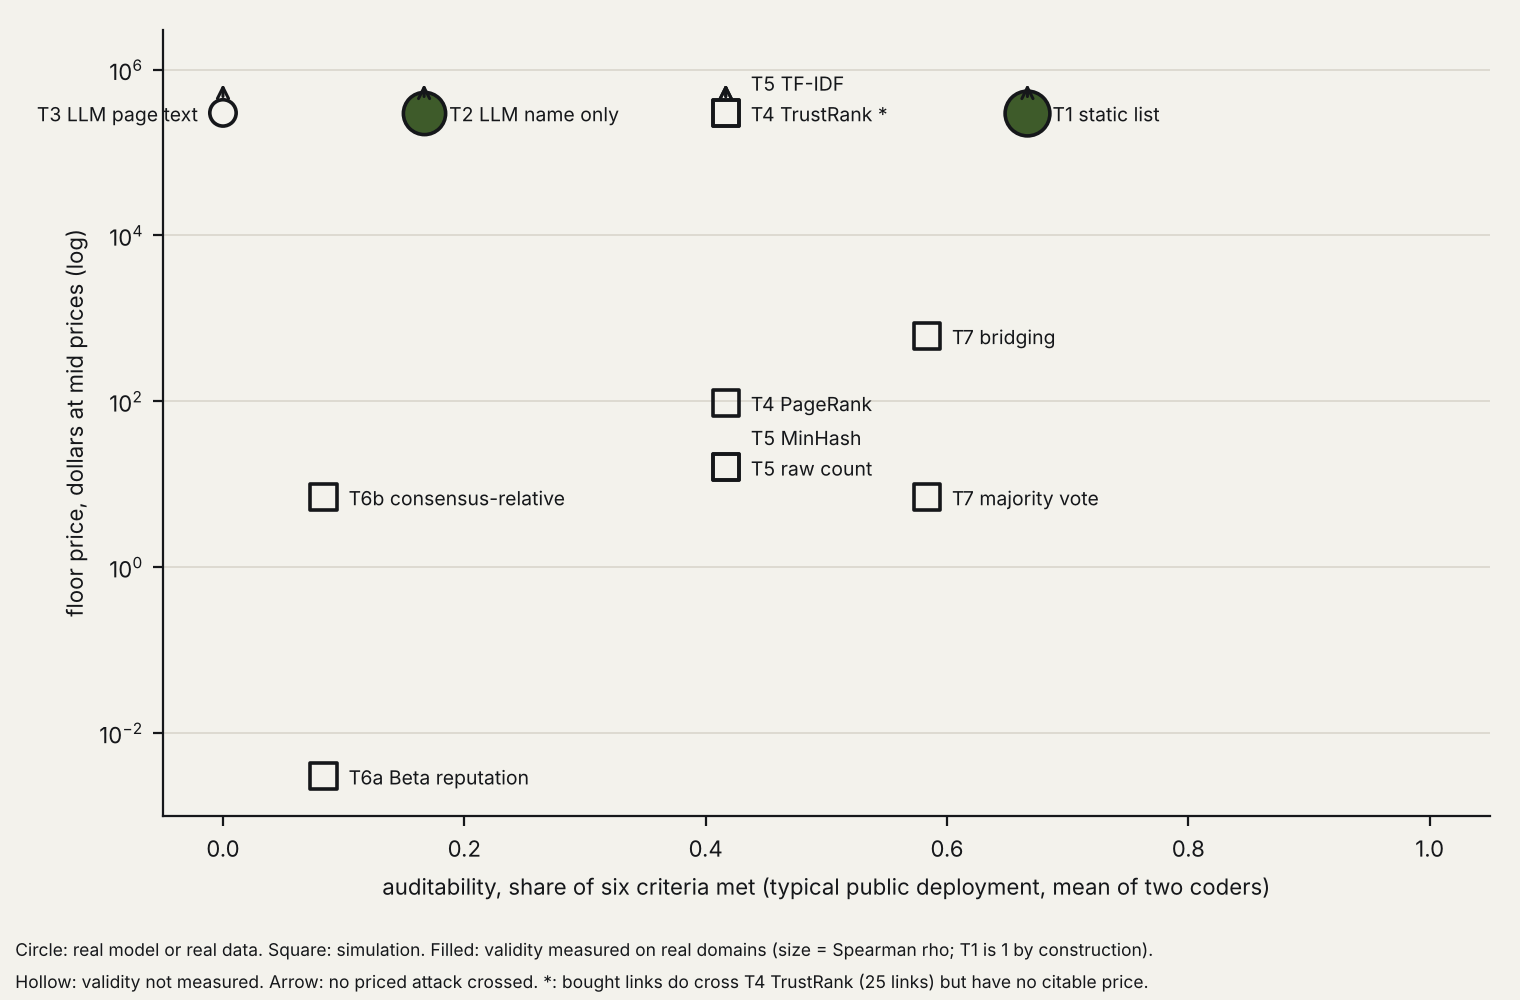 10^6
T5 TF-IDF
T3 LLM page text
T2 LLM name only
T4 TrustRank *
T1 static list
10^4
T7 bridging
10^2
T4 PageRank
T5 MinHash
T5 raw count
T6b consensus-relative
T7 majority vote
10^0
10^−2
T6a Beta reputation
floor price, dollars at mid prices (log)
0.0 0.2 0.4 0.6 0.8 1.0
auditability, share of six criteria met (typical public deployment, mean of two coders)
Circle: real model or real data. Square: simulation. Filled: validity measured on real domains (size = Spearman rho; T1 is 1 by construction).
Hollow: validity not measured. Arrow: no priced attack crossed. *: bought links do cross T4 TrustRank (25 links) but have no citable price.